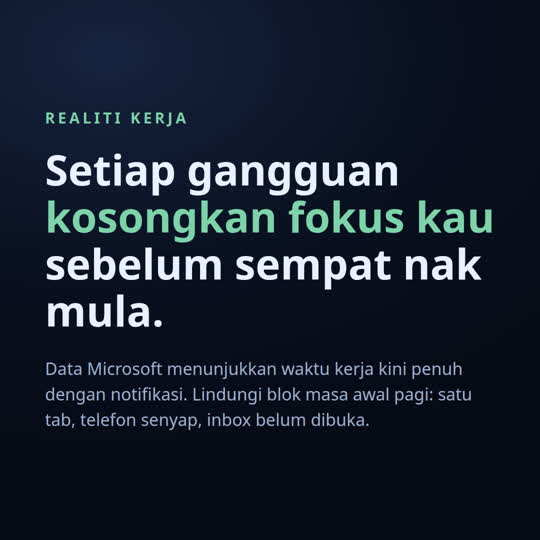 REALITI KERJA
Setiap gangguan
kosongkan fokus kau
sebelum sempat nak
mula.
Data Microsoft menunjukkan waktu kerja kini penuh
dengan notifikasi. Lindungi blok masa awal pagi: satu
tab, telefon senyap, inbox belum dibuka.